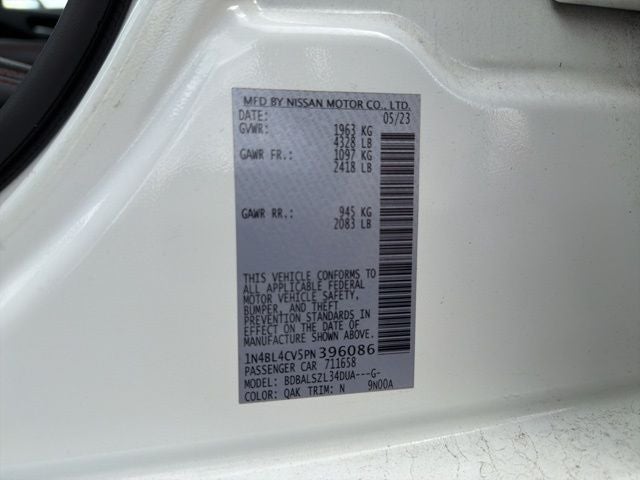 MFD BY NISSAN MOTOR CO., LTD.
DATE: 05/23
GVWR: 1963 KG
4328 LB
GAWR FR.: 1097 KG
2418 LB
GAWR RR.: 945 KG
2083 LB
THIS VEHICLE CONFORMS TO
ALL APPLICABLE FEDERAL
MOTOR VEHICLE SAFETY,
BUMPER, AND THEFT
PREVENTION STANDARDS IN
EFFECT ON THE DATE OF
MANUFACTURE SHOWN ABOVE.
1N4BL4CV5PN396086
PASSENGER CAR 711658
MODEL: BDBALSZL34DUA---G-
COLOR: QAK TRIM: N 9N00A